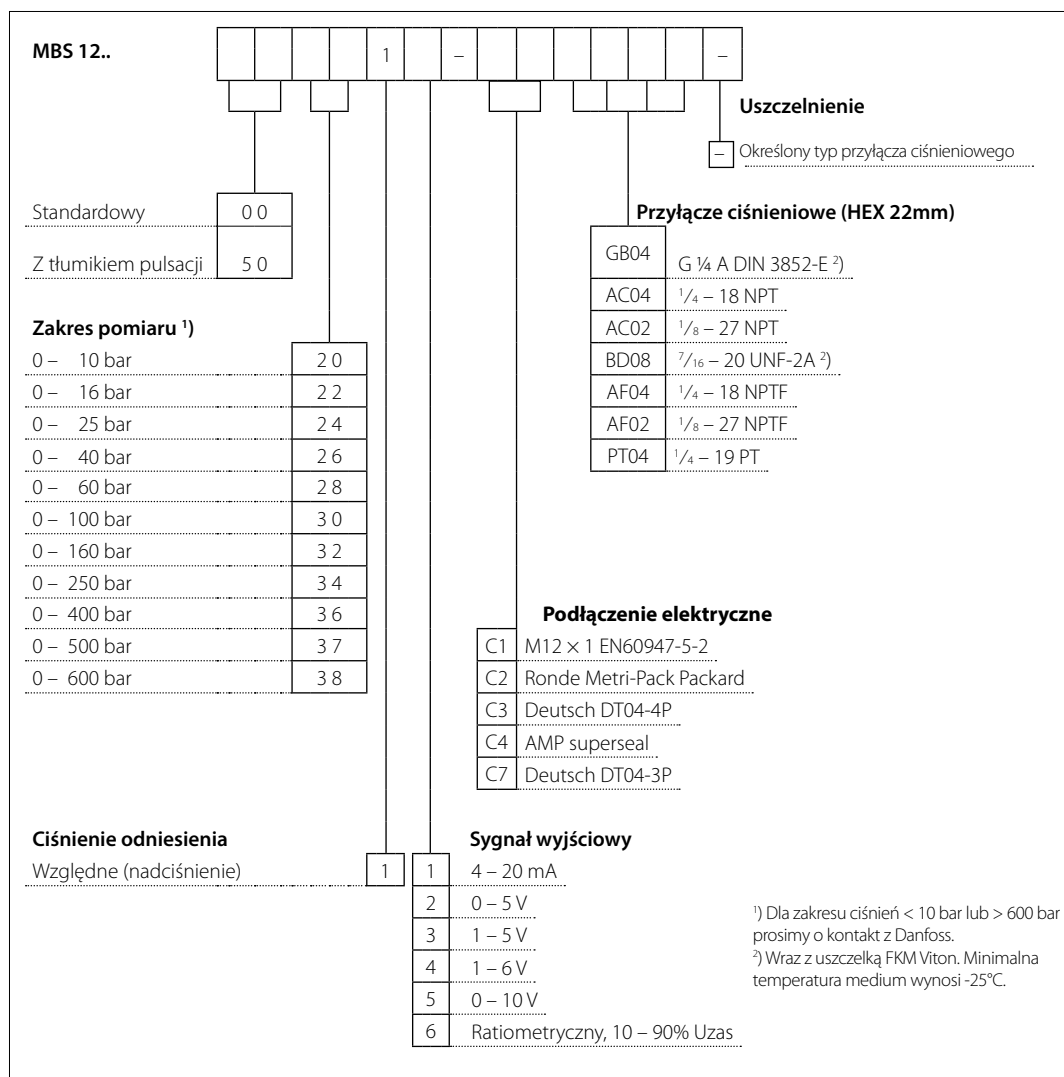 MBS 12..
1 – –
Uszczelnienie
– Określony typ przyłącza ciśnieniowego
Standardowy 0 0
Z tłumikiem pulsacji 5 0
Przyłącze ciśnieniowe (HEX 22mm)
GB04 G ¼ A DIN 3852-E ²)
AC04 ¹/₄ – 18 NPT
AC02 ¹/₈ – 27 NPT
BD08 ⁷/₁₆ – 20 UNF-2A ²)
AF04 ¹/₄ – 18 NPTF
AF02 ¹/₈ – 27 NPTF
PT04 ¹/₄ – 19 PT
Zakres pomiaru ¹)
0 – 10 bar 2 0
0 – 16 bar 2 2
0 – 25 bar 2 4
0 – 40 bar 2 6
0 – 60 bar 2 8
0 – 100 bar 3 0
0 – 160 bar 3 2
0 – 250 bar 3 4
0 – 400 bar 3 6
0 – 500 bar 3 7
0 – 600 bar 3 8
Podłączenie elektryczne
C1 M12 × 1 EN60947-5-2
C2 Ronde Metri-Pack Packard
C3 Deutsch DT04-4P
C4 AMP superseal
C7 Deutsch DT04-3P
Ciśnienie odniesienia
Względne (nadciśnienie) 1
Sygnał wyjściowy
1 4 – 20 mA
2 0 – 5 V
3 1 – 5 V
4 1 – 6 V
5 0 – 10 V
6 Ratiometryczny, 10 – 90% Uzas
¹) Dla zakresu ciśnień < 10 bar lub > 600 bar
prosimy o kontakt z Danfoss.
²) Wraz z uszczelką FKM Viton. Minimalna
temperatura medium wynosi -25°C.